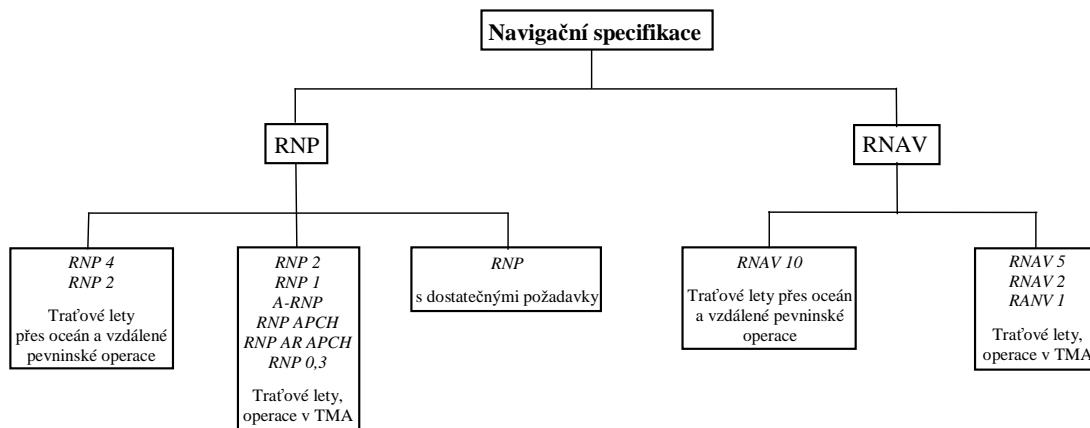 Navigační specifikace
RNP
RNAV
RNP 4
RNP 2
Traťové lety
přes oceán a vzdálené
pevninské operace
RNP 2
RNP 1
A-RNP
RNP APCH
RNP AR APCH
RNP 0,3
Traťové lety,
operace v TMA
RNP
s dostatečnými požadavky
RNAV 10
Traťové lety přes oceán
a vzdálené pevninské
operace
RNAV 5
RNAV 2
RANV 1
Traťové lety,
operace v TMA